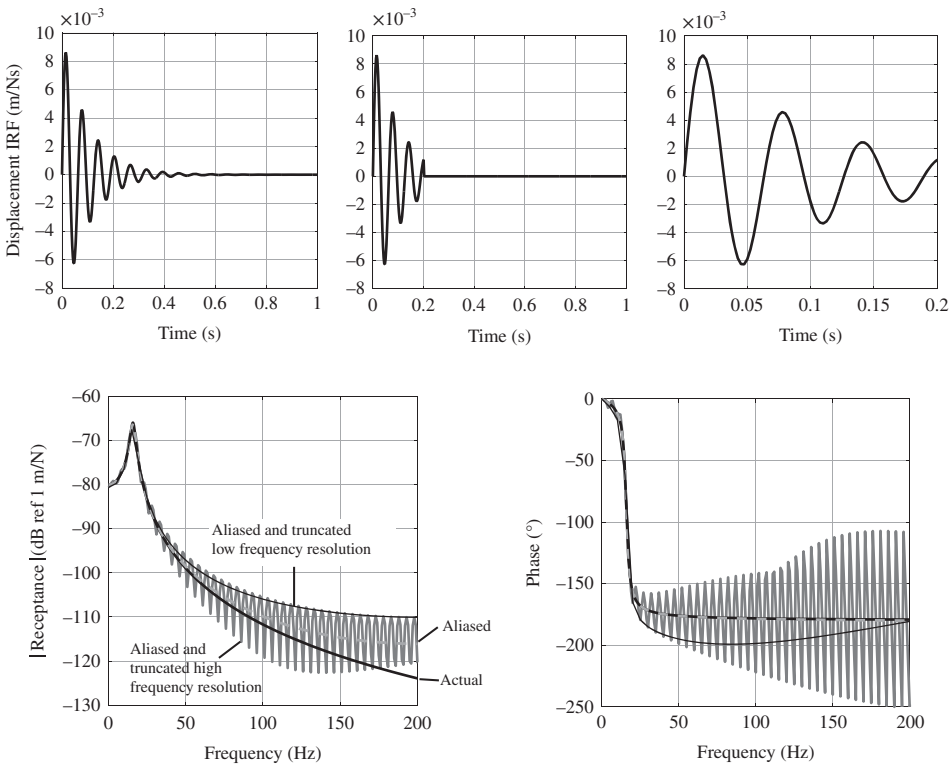 ×10⁻³
10
8
6
4
2
0
−2
−4
−6
−8
0 0.2 0.4 0.6 0.8 1
Displacement IRF (m/Ns)
Time (s)
×10⁻³
10
8
6
4
2
0
−2
−4
−6
−8
0 0.2 0.4 0.6 0.8 1
Time (s)
×10⁻³
10
8
6
4
2
0
−2
−4
−6
−8
0 0.05 0.10 0.15 0.2
Time (s)
−60
−70
−80
−90
−100
−110
−120
−130
0 50 100 150 200
|Receptance|(dB ref 1 m/N)
Frequency (Hz)
Aliased and truncated
low frequency resolution
Aliased and
truncated high
frequency resolution
Aliased
Actual
0
−50
−100
−150
−200
−250
0 50 100 150 200
Phase (°)
Frequency (Hz)